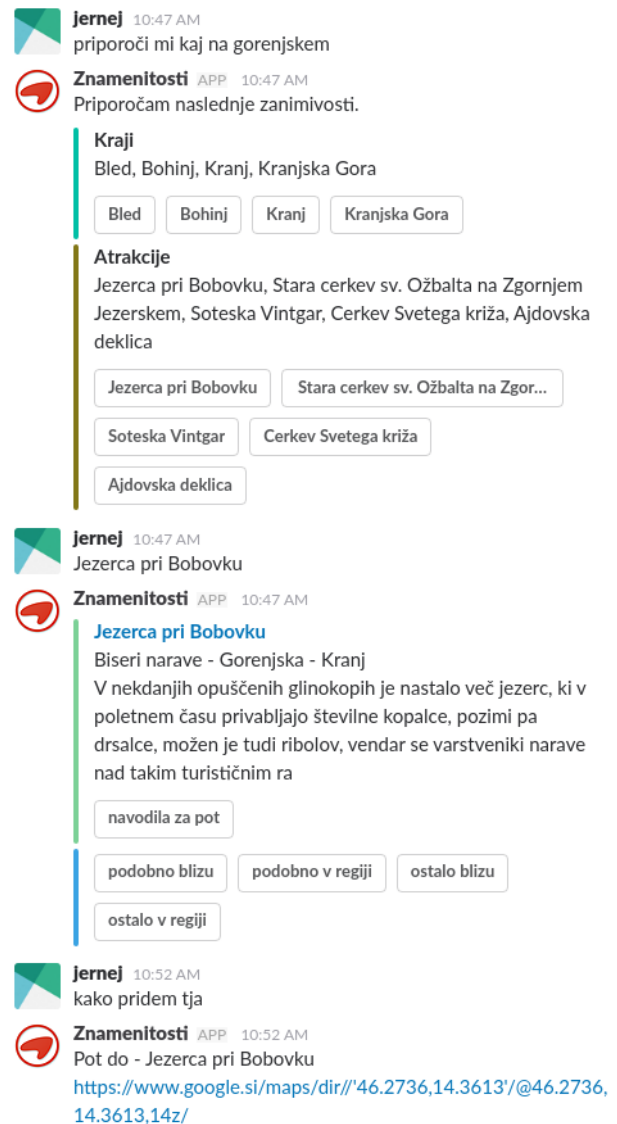 jernej 10:47 AM
priporoči mi kaj na gorenjskem
Znamenitosti APP 10:47 AM
Priporočam naslednje zanimivosti.
Kraji
Bled, Bohinj, Kranj, Kranjska Gora
Bled Bohinj Kranj Kranjska Gora
Atrakcije
Jezerca pri Bobovku, Stara cerkev sv. Ožbalta na Zgornjem
Jezerskem, Soteska Vintgar, Cerkev Svetega križa, Ajdovska
deklica
Jezerca pri Bobovku Stara cerkev sv. Ožbalta na Zgor...
Soteska Vintgar Cerkev Svetega križa
Ajdovska deklica
jernej 10:47 AM
Jezerca pri Bobovku
Znamenitosti APP 10:47 AM
Jezerca pri Bobovku
Biseri narave - Gorenjska - Kranj
V nekdanjih opuščenih glinokopih je nastalo več jezerc, ki v
poletnem času privabljajo številne kopalce, pozimi pa
drsalce, možen je tudi ribolov, vendar se varstveniki narave
nad takim turističnim ra
navodila za pot
podobno blizu podobno v regiji ostalo blizu
ostalo v regiji
jernej 10:52 AM
kako pridem tja
Znamenitosti APP 10:52 AM
Pot do - Jezerca pri Bobovku
https://www.google.si/maps/dir//'46.2736,14.3613'/@46.2736,
14.3613,14z/